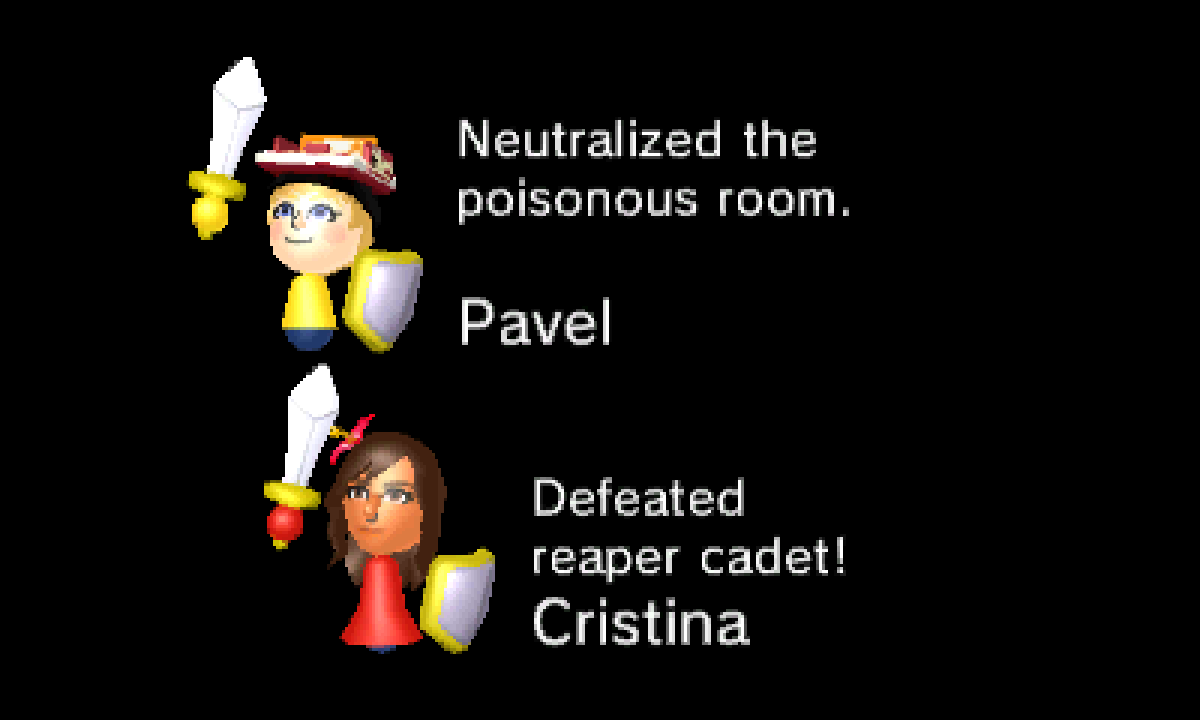 Neutralized the
poisonous room.
Pavel
Defeated
reaper cadet!
Cristina